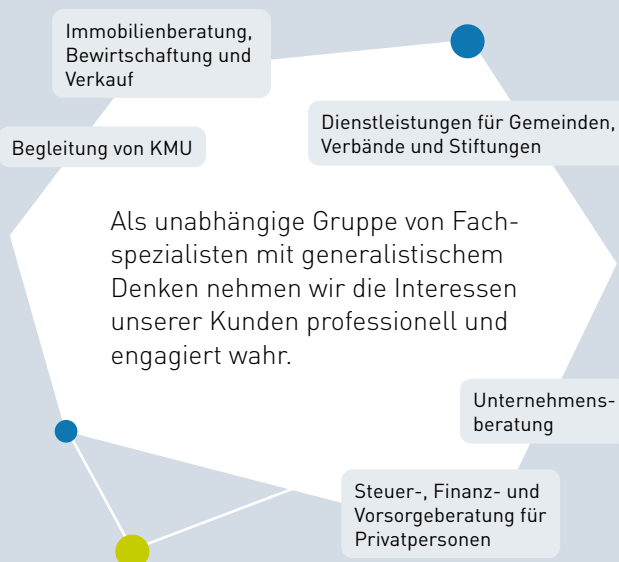 Immobilienberatung,
Bewirtschaftung und
Verkauf
Dienstleistungen für Gemeinden,
Verbände und Stiftungen
Begleitung von KMU
Als unabhängige Gruppe von Fach-
spezialisten mit generalistischem
Denken nehmen wir die Interessen
unserer Kunden professionell und
engagiert wahr.
Unternehmens-
beratung
Steuer-, Finanz- und
Vorsorgeberatung für
Privatpersonen